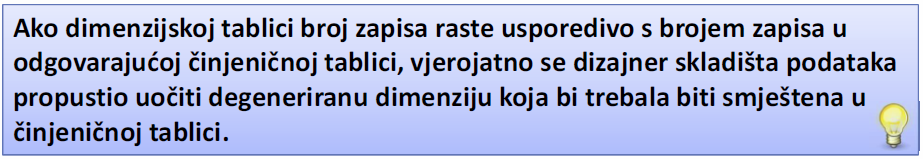 Ako dimenzijskoj tablici broj zapisa raste usporedivo s brojem zapisa u
odgovarajućoj činjeničnoj tablici, vjerojatno se dizajner skladišta podataka
propustio uočiti degeneriranu dimenziju koja bi trebala biti smještena u
činjeničnoj tablici.